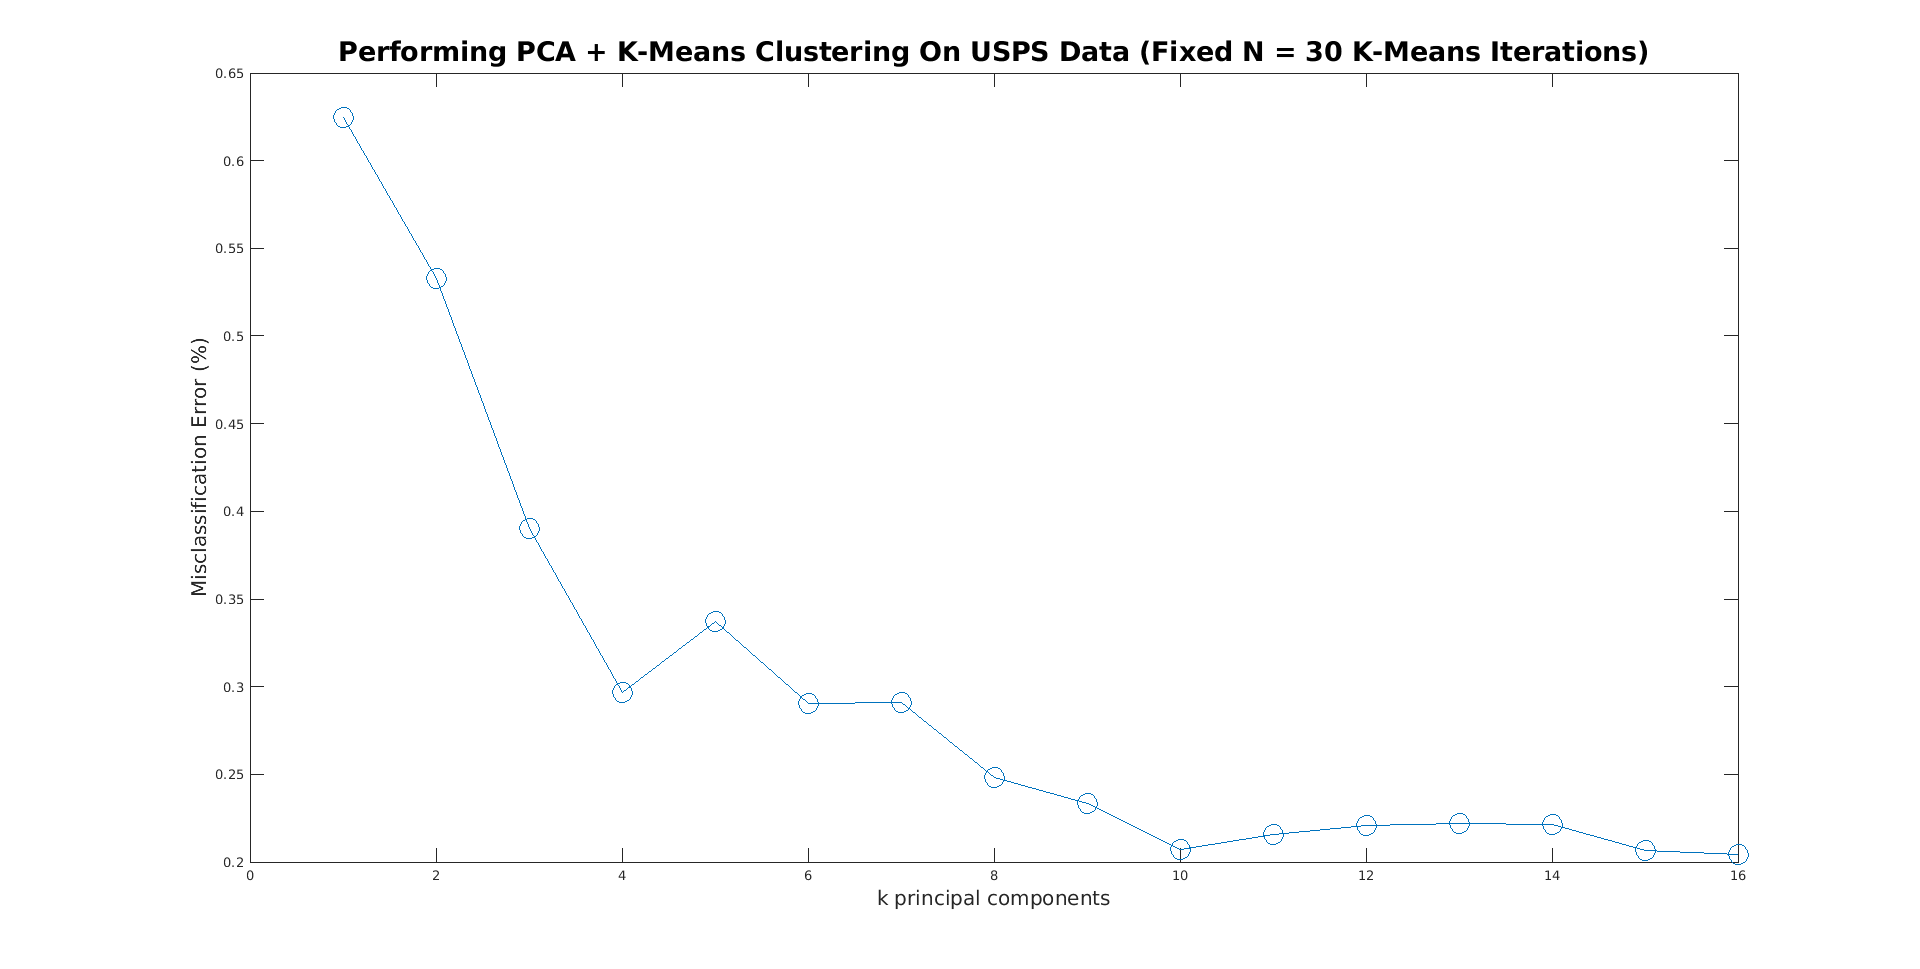 Performing PCA + K-Means Clustering On USPS Data (Fixed N = 30 K-Means Iterations)
0.65
0.6
0.55
0.5
0.45
0.4
0.35
0.3
0.25
0.2
Misclassification Error (%)
0 2 4 6 8 10 12 14 16
k principal components